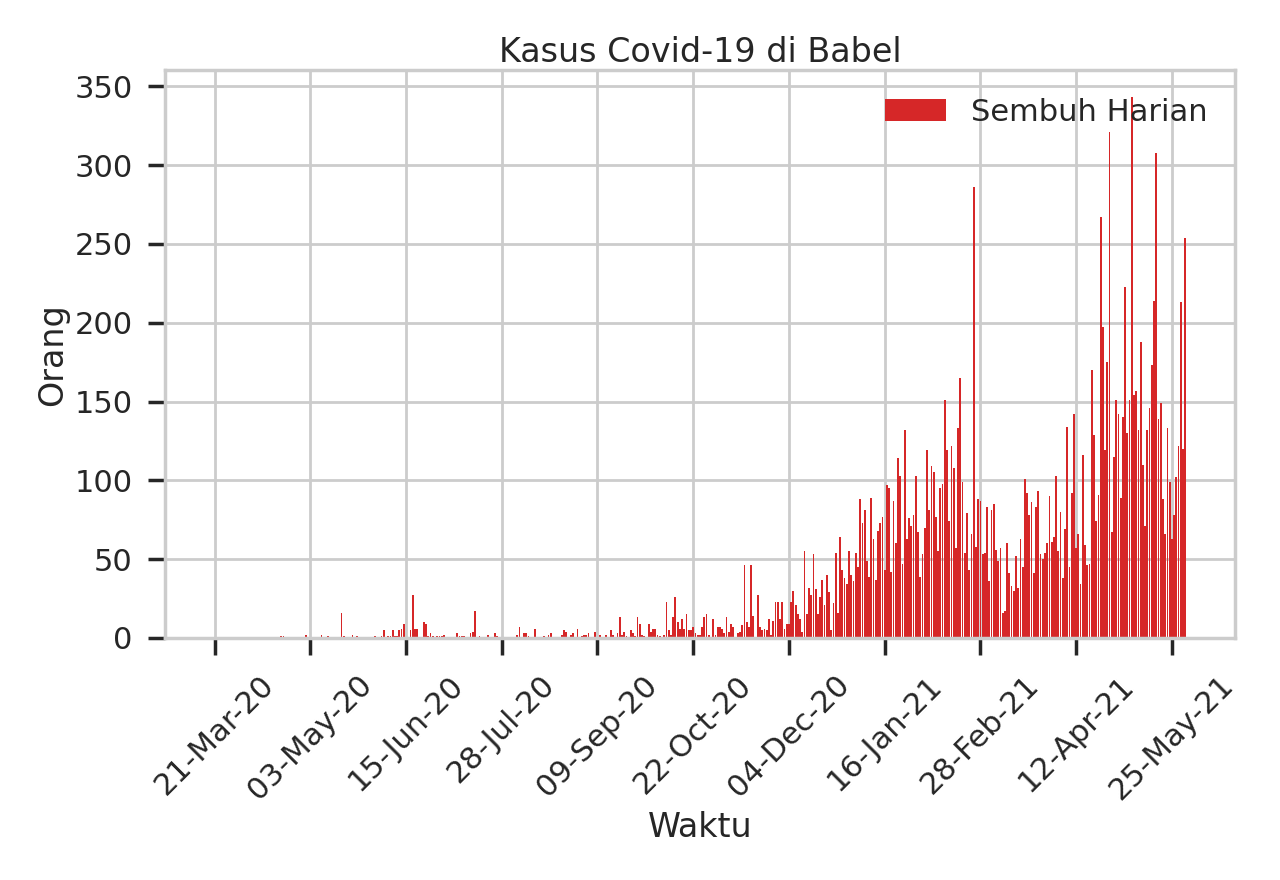 Kasus Covid-19 di Babel
Sembuh Harian
Orang
350
300
250
200
150
100
50
0
21-Mar-20
03-May-20
15-Jun-20
28-Jul-20
09-Sep-20
22-Oct-20
04-Dec-20
16-Jan-21
28-Feb-21
12-Apr-21
25-May-21
Waktu